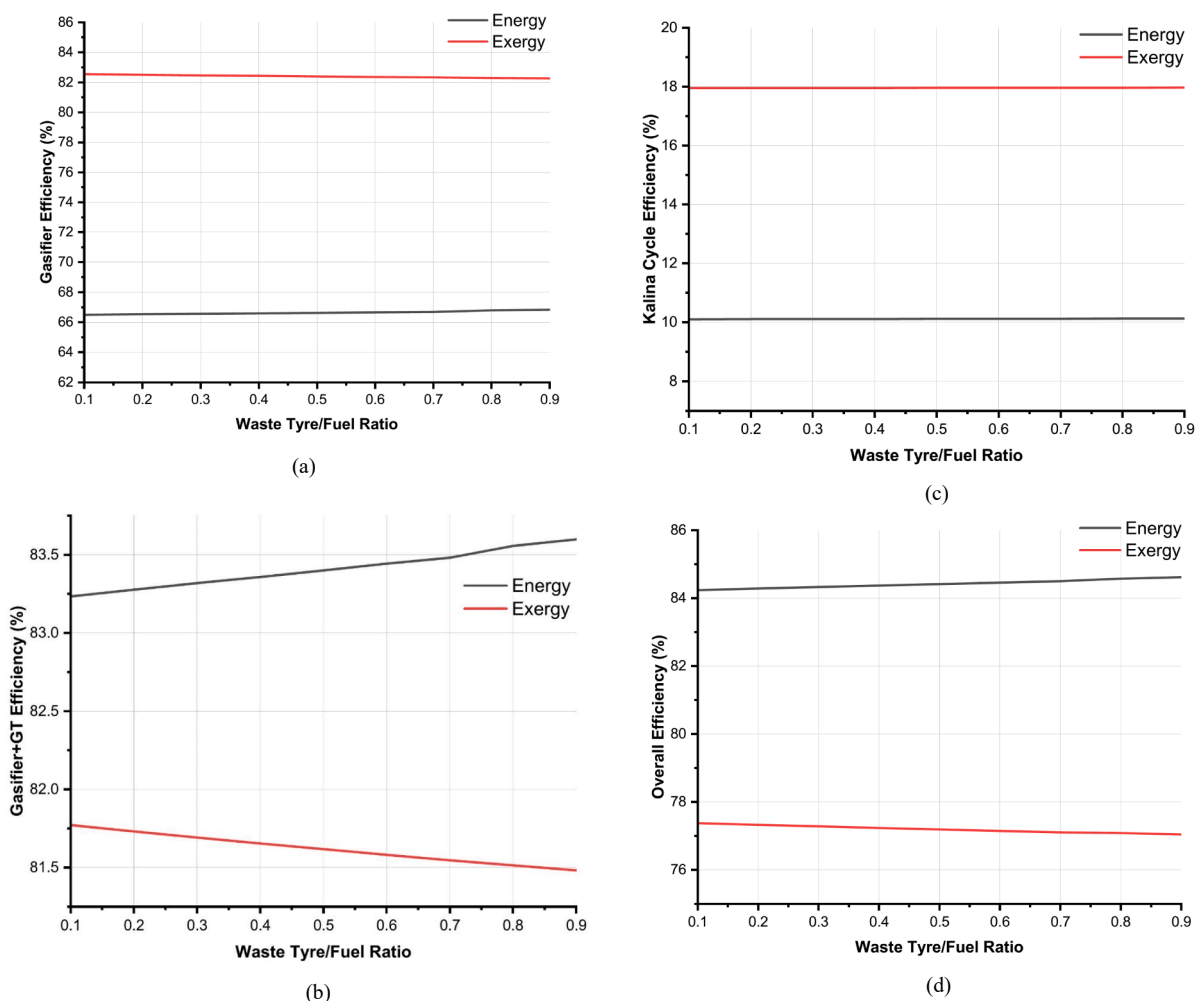 86
84
82
80
78
76
74
72
70
68
66
64
62
Gasifier Efficiency (%)
Energy
Exergy
0.1 0.2 0.3 0.4 0.5 0.6 0.7 0.8 0.9
Waste Tyre/Fuel Ratio
(a)
20
18
16
14
12
10
8
Kalina Cycle Efficiency (%)
Energy
Exergy
0.1 0.2 0.3 0.4 0.5 0.6 0.7 0.8 0.9
Waste Tyre/Fuel Ratio
(c)
83.5
83.0
82.5
82.0
81.5
Gasifier+GT Efficiency (%)
Energy
Exergy
0.1 0.2 0.3 0.4 0.5 0.6 0.7 0.8 0.9
Waste Tyre/Fuel Ratio
(b)
86
84
82
80
78
76
Overall Efficiency (%)
Energy
Exergy
0.1 0.2 0.3 0.4 0.5 0.6 0.7 0.8 0.9
Waste Tyre/Fuel Ratio
(d)